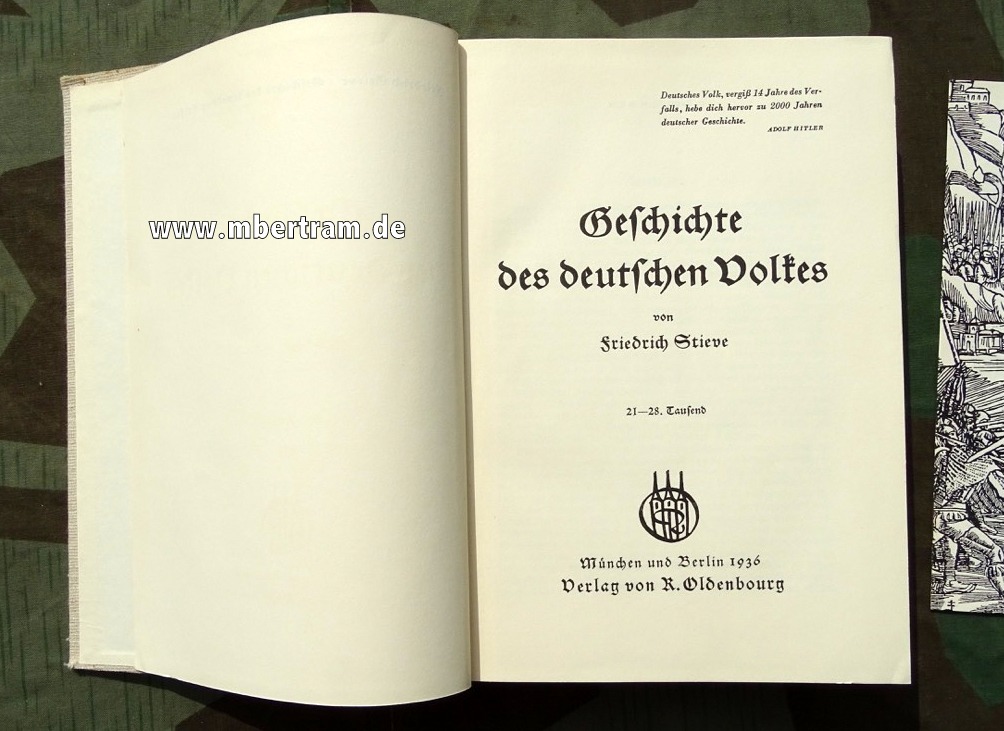 www.mbertram.de
Deutsches Volk, vergiß 14 Jahre des Ver-
falls, hebe dich hervor zu 2000 Jahren
deutscher Geschichte.
ADOLF HITLER
Geschichte
des deutschen Volkes
von
Friedrich Stieve
21—28. Tausend
München und Berlin 1936
Verlag von R. Oldenbourg